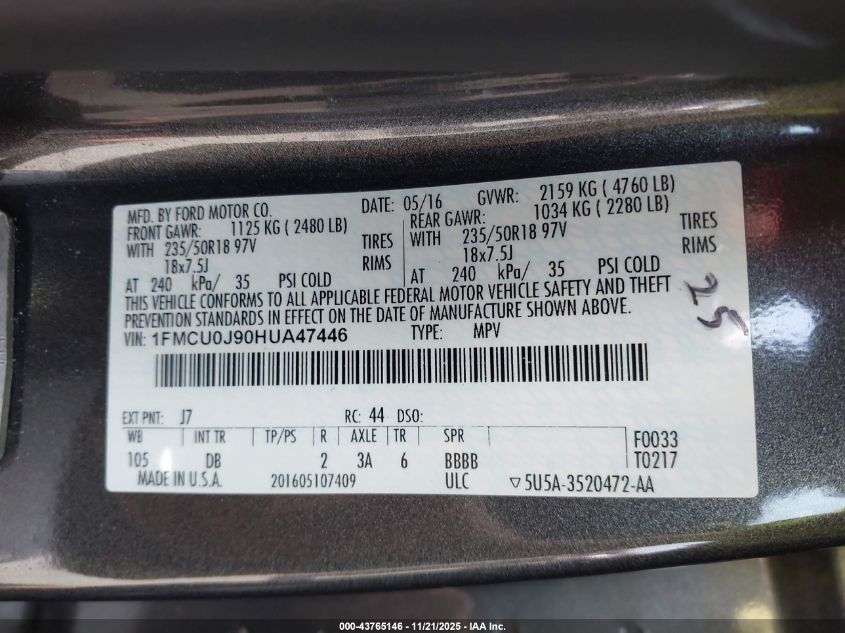 MFD. BY FORD MOTOR CO. DATE: 05/16 GVWR: 2159 KG ( 4760 LB)
FRONT GAWR: 1125 KG ( 2480 LB) REAR GAWR: 1034 KG ( 2280 LB)
WITH 235/50R18 97V TIRES WITH 235/50R18 97V TIRES
18x7.5J RIMS 18x7.5J RIMS
AT 240 kPa/ 35 PSI COLD AT 240 kPa/ 35 PSI COLD
THIS VEHICLE CONFORMS TO ALL APPLICABLE FEDERAL MOTOR VEHICLE SAFETY AND THEFT
PREVENTION STANDARDS IN EFFECT ON THE DATE OF MANUFACTURE SHOWN ABOVE.
VIN: 1FMCU0J90HUA47446 TYPE: MPV
25
EXT PNT: J7 RC: 44 DSO:
WB INT TR TP/PS R AXLE TR SPR F0033
105 DB 2 3A 6 BBBB T0217
MADE IN U.S.A. 201605107409 ULC ▽5U5A-3520472-AA
000-43765146 - 11/21/2025 - IAA Inc.